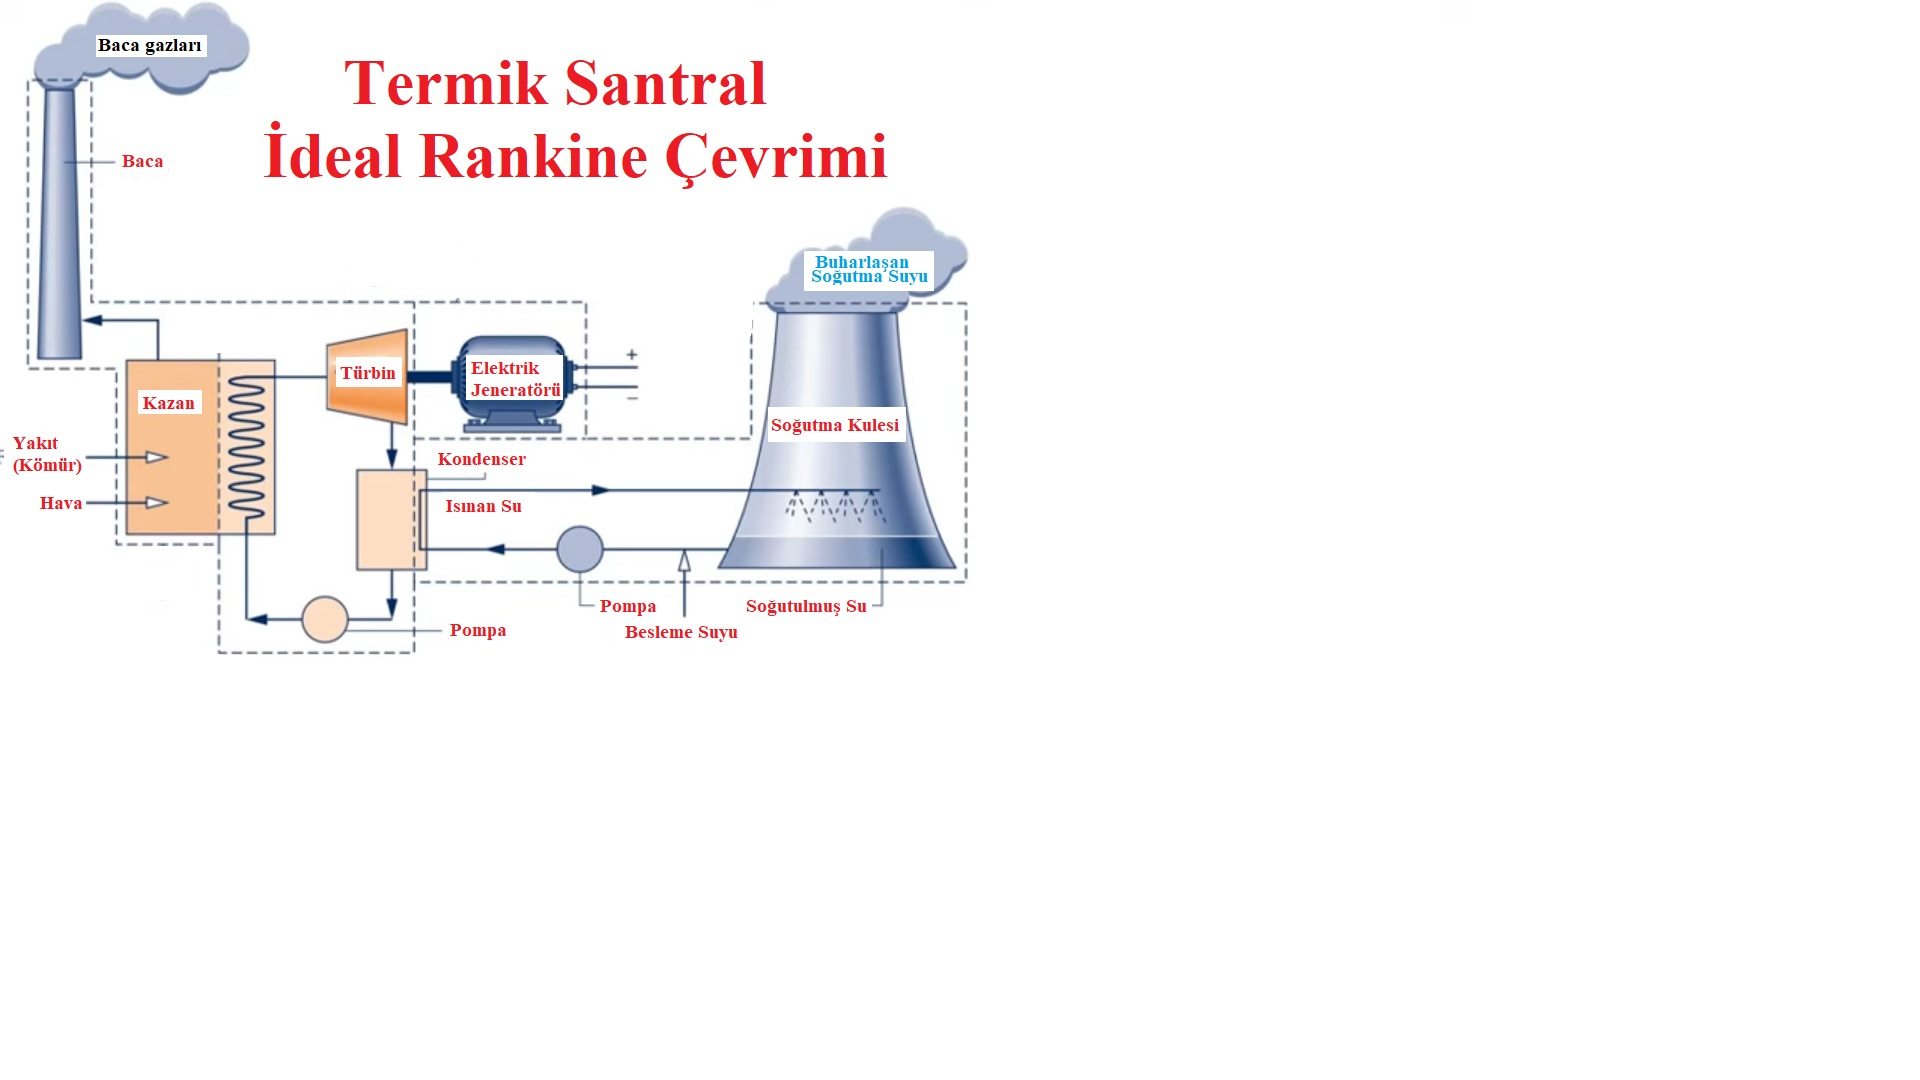 Baca gazları
Termik Santral
İdeal Rankine Çevrimi
Baca
Buharlaşan
Soğutma Suyu
Türbin
Elektrik
Jeneratörü
+
−
Kazan
Soğutma Kulesi
Yakıt
(Kömür)
Kondenser
Hava
Isınan Su
Pompa
Soğutulmuş Su
Besleme Suyu
Pompa